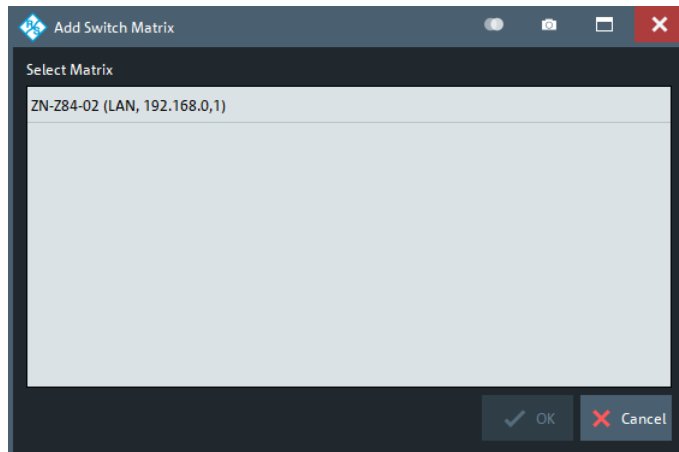 Add Switch Matrix
Select Matrix
ZN-Z84-02 (LAN, 192.168.0,1)
OK
Cancel